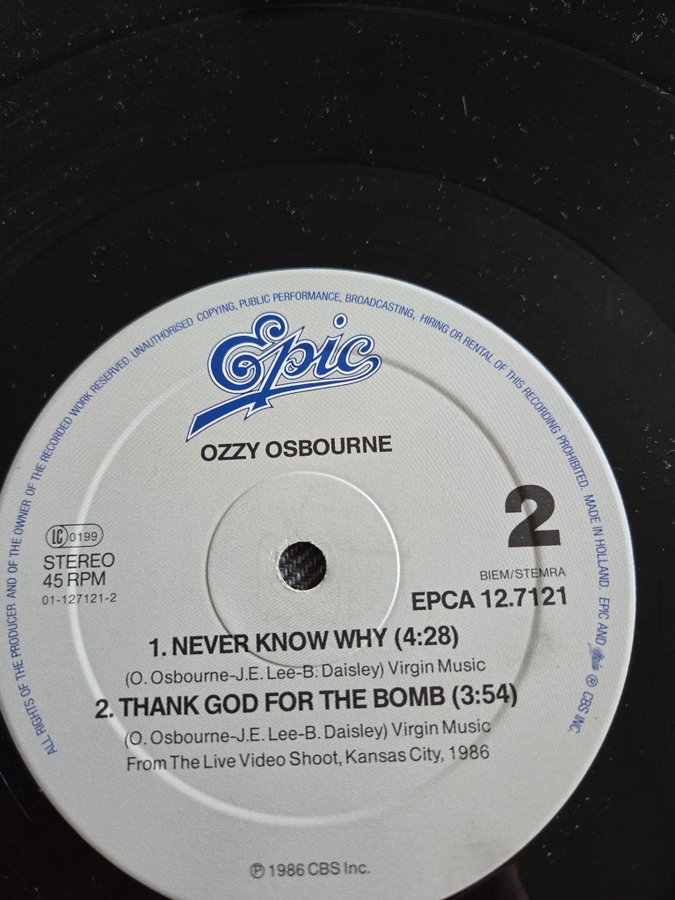 ALL RIGHTS OF THE PRODUCER AND OF THE OWNER OF THE RECORDED WORK RESERVED. UNAUTHORISED COPYING, PUBLIC PERFORMANCE, BROADCASTING, HIRING OR RENTAL OF THIS RECORDING PROHIBITED. MADE IN HOLLAND. EPIC AND Epic ® CBS INC.
Epic
OZZY OSBOURNE
LC 0199
STEREO
45 RPM
01-127121-2
2
BIEM/STEMRA
EPCA 12.7121
1. NEVER KNOW WHY (4:28)
(O. Osbourne-J.E. Lee-B. Daisley) Virgin Music
2. THANK GOD FOR THE BOMB (3:54)
(O. Osbourne-J.E. Lee-B. Daisley) Virgin Music
From The Live Video Shoot, Kansas City, 1986
℗ 1986 CBS Inc.